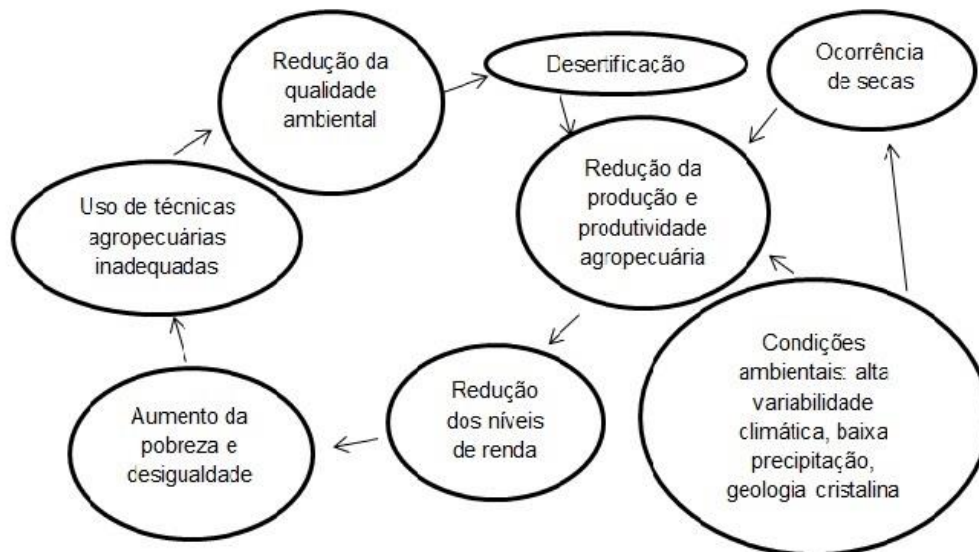 Redução da
qualidade
ambiental
Desertificação
Ocorrência
de secas
Uso de técnicas
agropecuárias
inadequadas
Redução da
produção e
produtividade
agropecuária
Aumento da
pobreza e
desigualdade
Redução
dos níveis
de renda
Condições
ambientais: alta
variabilidade
climática, baixa
precipitação,
geologia cristalina